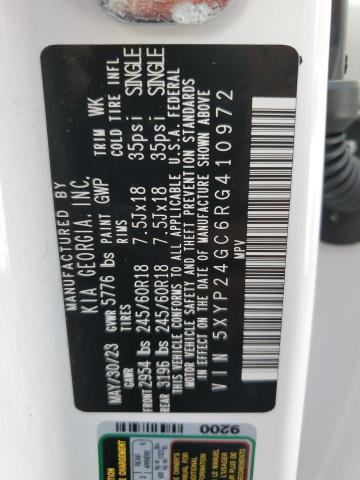 MANUFACTURED BY
KIA GEORGIA, INC.
MAY/30/23 GVWR 5776 lbs PAINT GWP TRIM WK
GAWR TIRES RIMS COLD TIRE INFL
FRONT 2954 lbs 245/60R18 7.5Jx18 35psi SINGLE
REAR 3196 lbs 245/60R18 7.5Jx18 35psi SINGLE
THIS VEHICLE CONFORMS TO ALL APPLICABLE U.S.A. FEDERAL
MOTOR VEHICLE SAFETY AND THEFT PREVENTION STANDARDS
IN EFFECT ON THE DATE OF MANUFACTURE SHOWN ABOVE
VIN 5XYP24GC6RG410972
MPV
9200